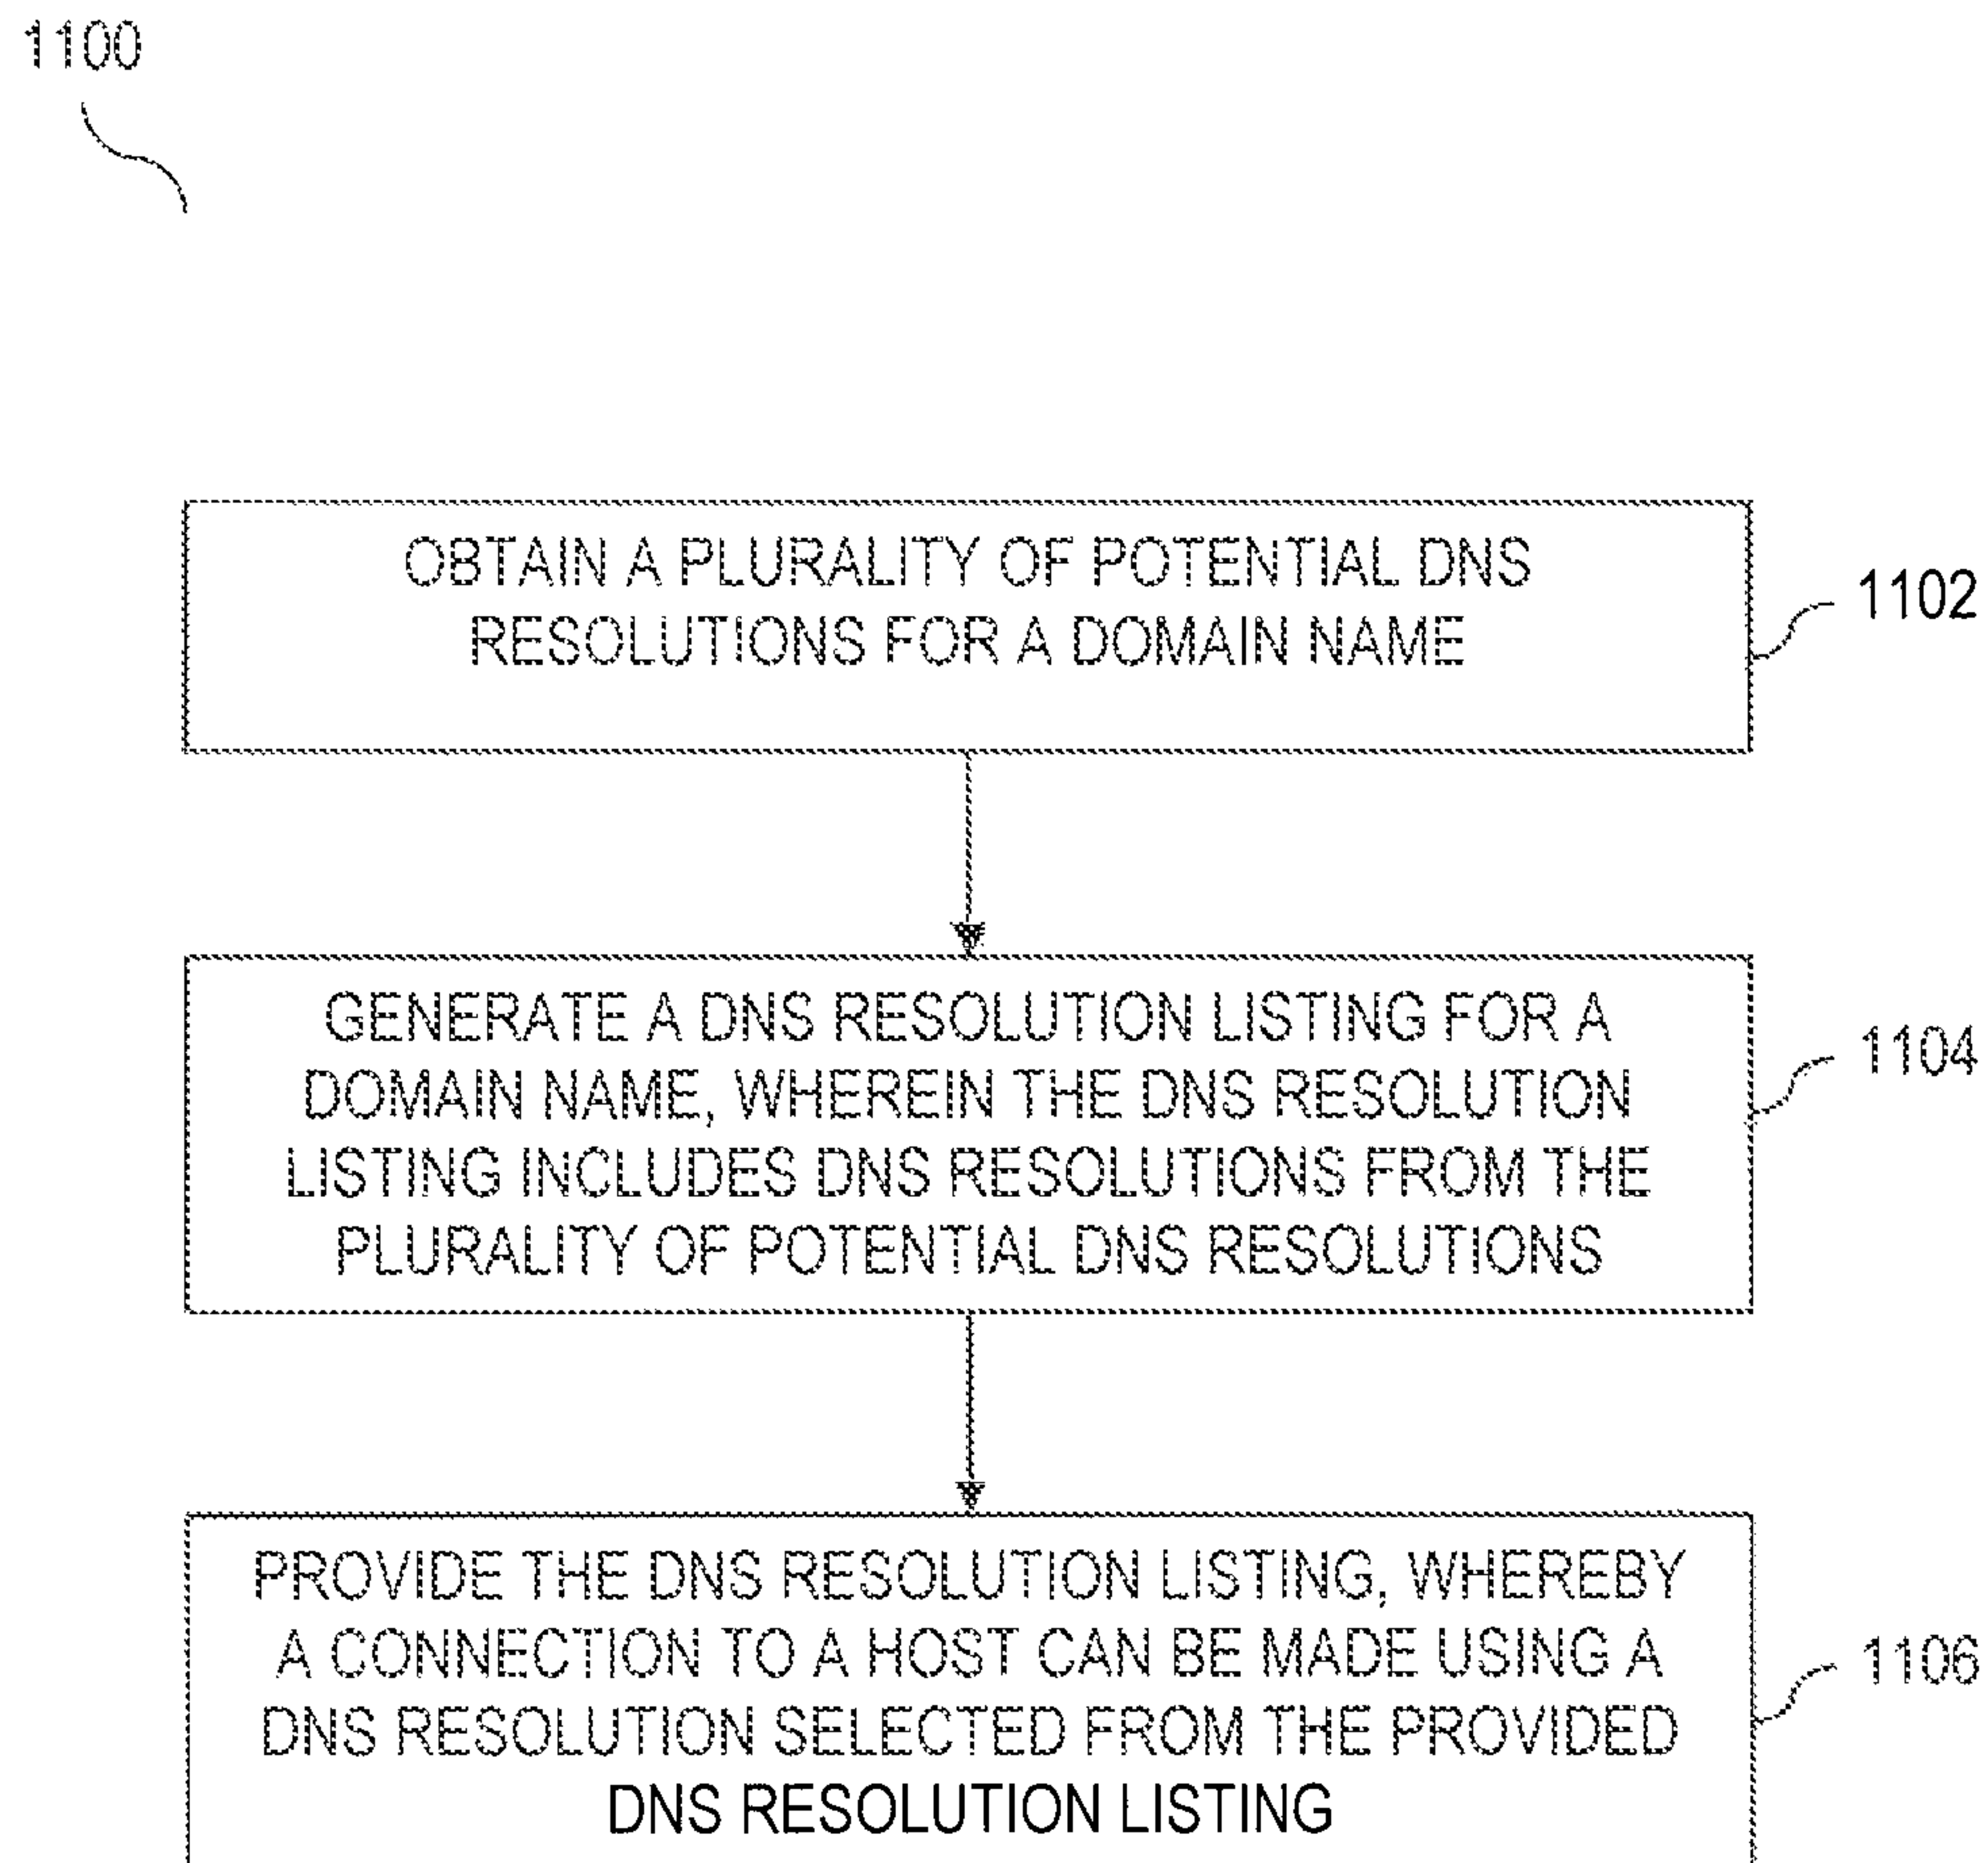 1100
OBTAIN A PLURALITY OF POTENTIAL DNS
RESOLUTIONS FOR A DOMAIN NAME
1102
GENERATE A DNS RESOLUTION LISTING FOR A
DOMAIN NAME, WHEREIN THE DNS RESOLUTION
LISTING INCLUDES DNS RESOLUTIONS FROM THE
PLURALITY OF POTENTIAL DNS RESOLUTIONS
1104
PROVIDE THE DNS RESOLUTION LISTING, WHEREBY
A CONNECTION TO A HOST CAN BE MADE USING A
DNS RESOLUTION SELECTED FROM THE PROVIDED
DNS RESOLUTION LISTING
1106